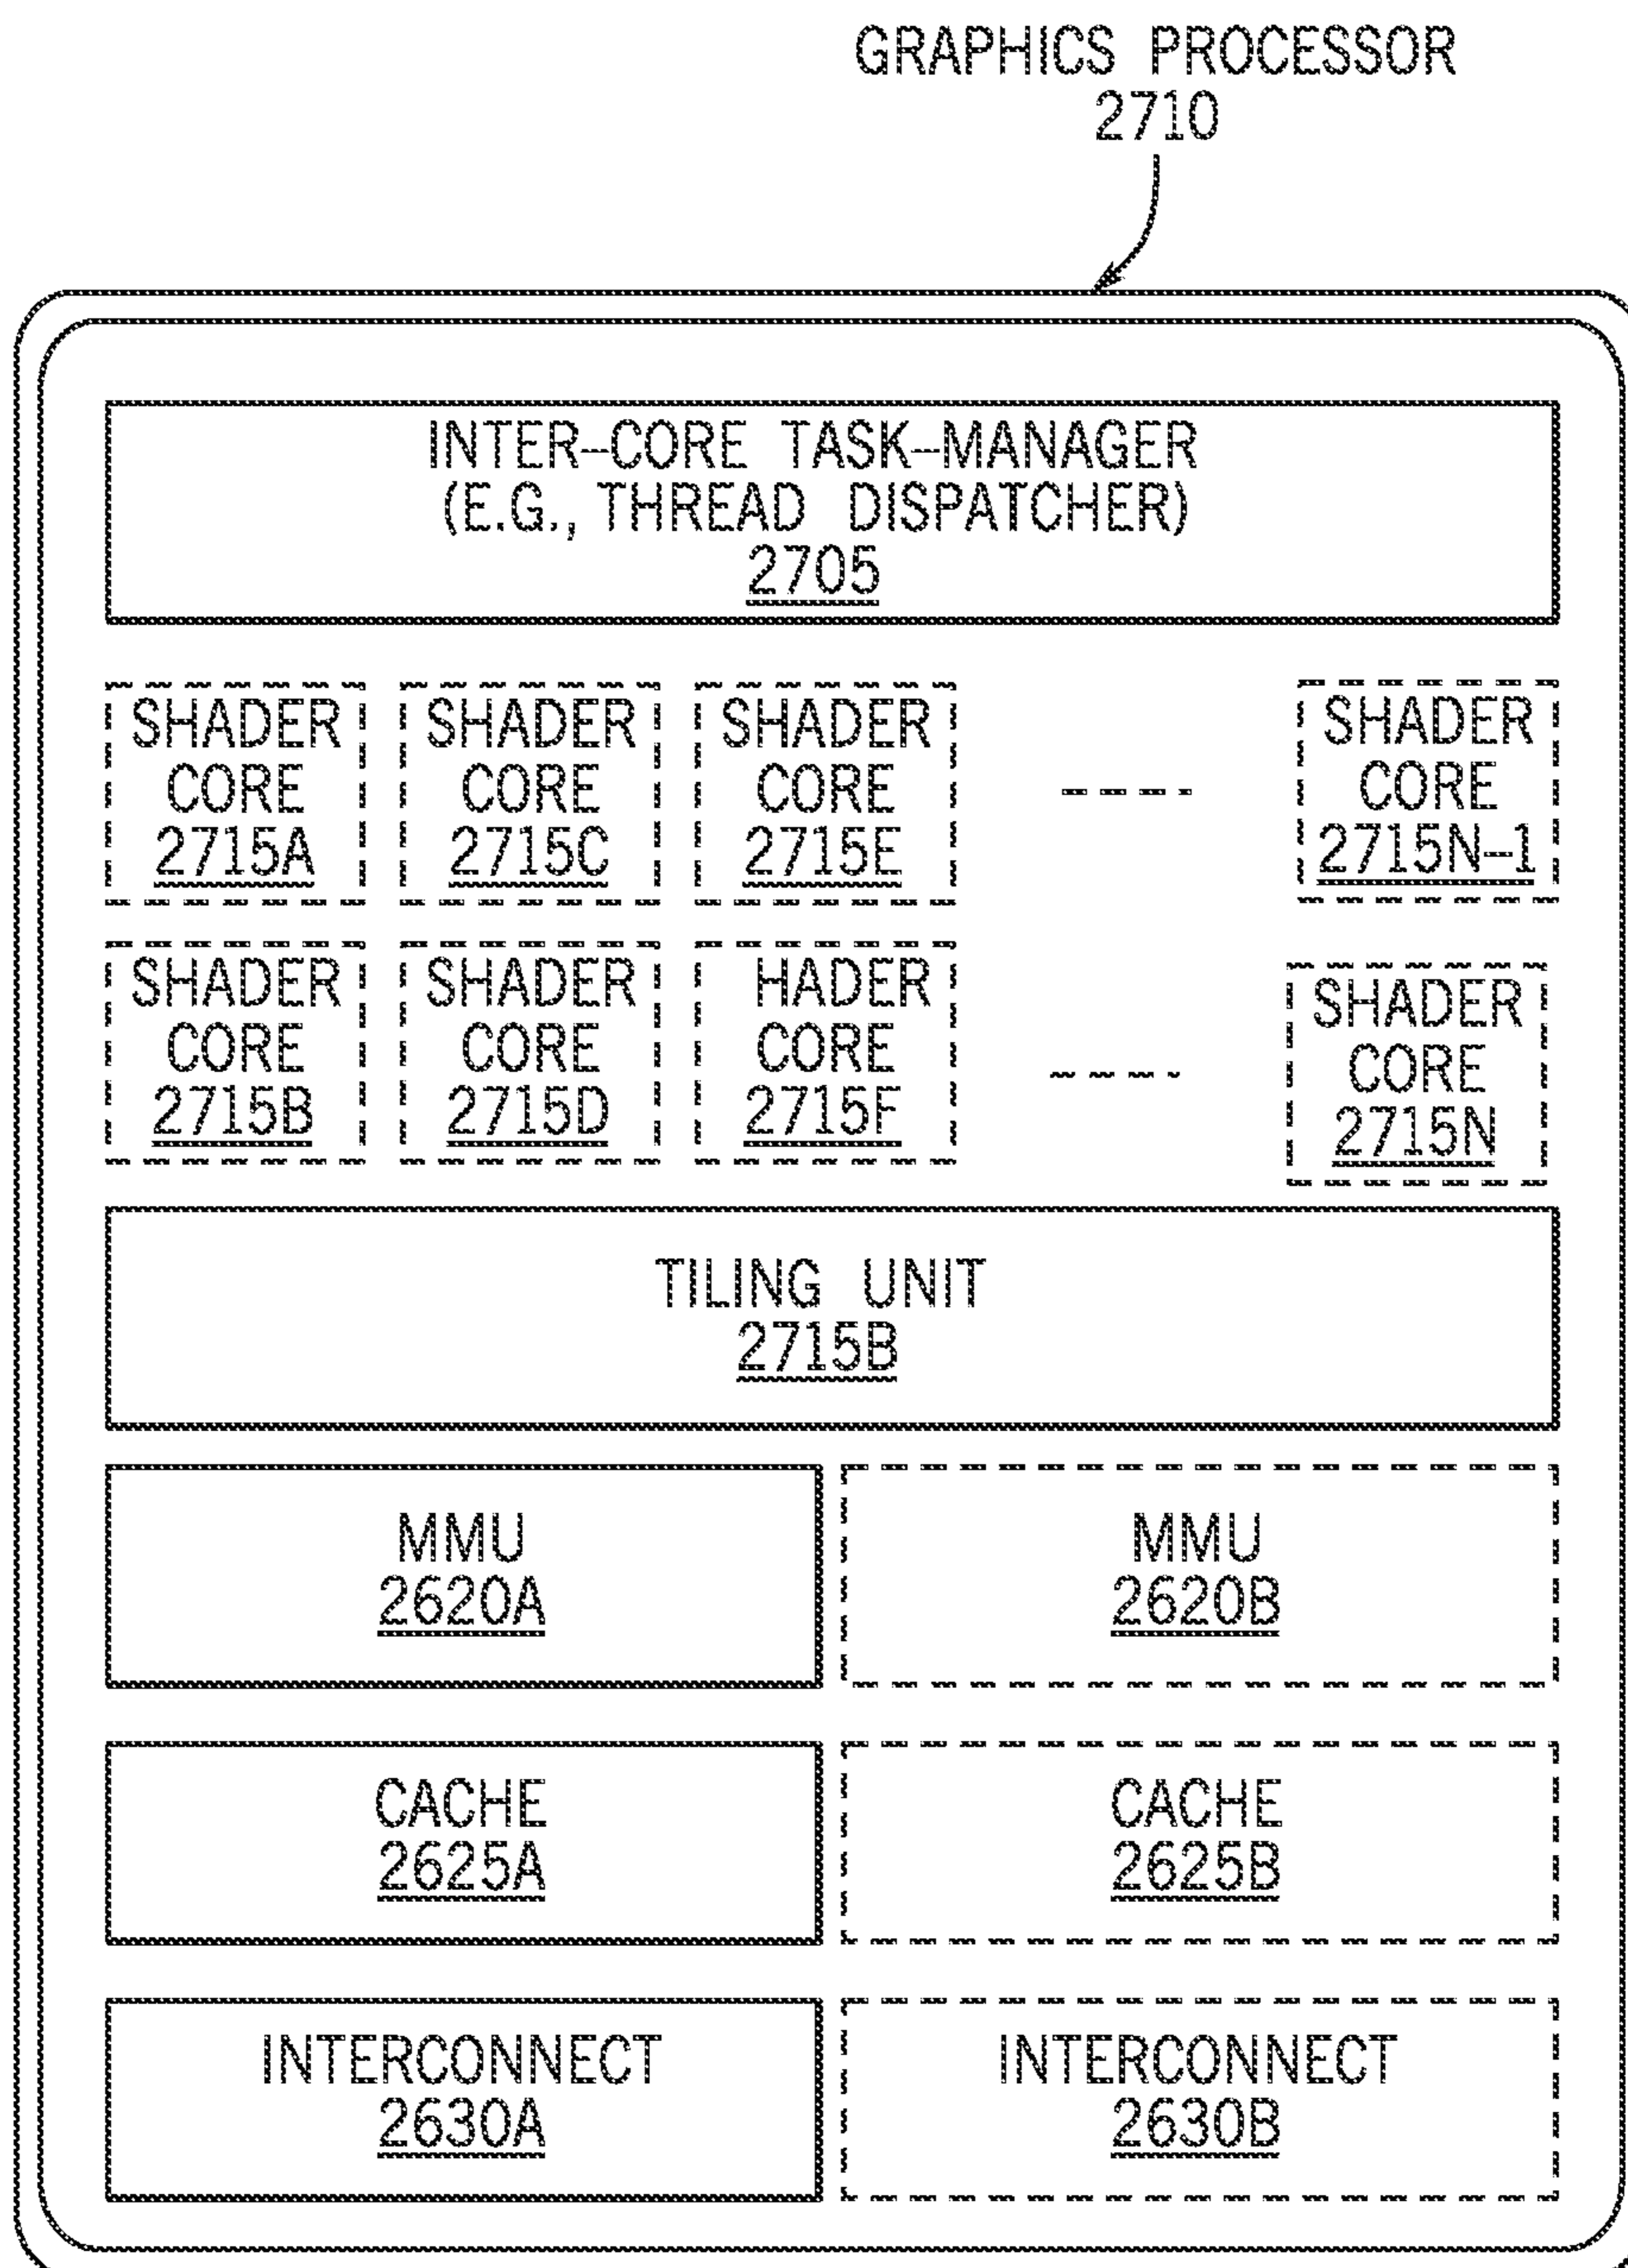 GRAPHICS PROCESSOR
2710
INTER-CORE TASK-MANAGER
(E.G., THREAD DISPATCHER)
2705
SHADER
CORE
2715A
SHADER
CORE
2715C
SHADER
CORE
2715E
SHADER
CORE
2715N-1
SHADER
CORE
2715B
SHADER
CORE
2715D
HADER
CORE
2715F
SHADER
CORE
2715N
TILING UNIT
2715B
MMU
2620A
MMU
2620B
CACHE
2625A
CACHE
2625B
INTERCONNECT
2630A
INTERCONNECT
2630B